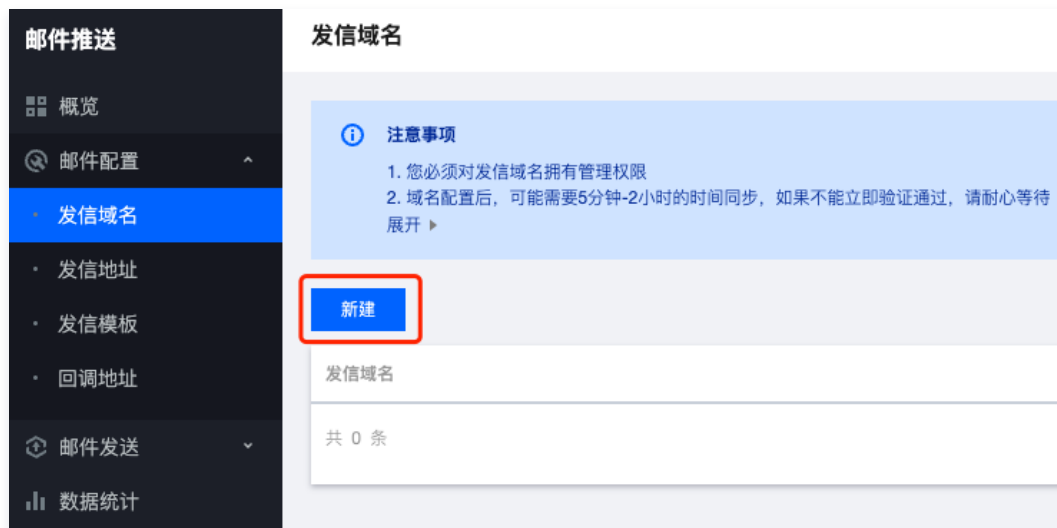 邮件推送
概览
邮件配置
发信域名
发信地址
发信模板
回调地址
邮件发送
数据统计
发信域名
注意事项
1. 您必须对发信域名拥有管理权限
2. 域名配置后，可能需要5分钟-2小时的时间同步，如果不能立即验证通过，请耐心等待
展开
新建
发信域名
共 0 条